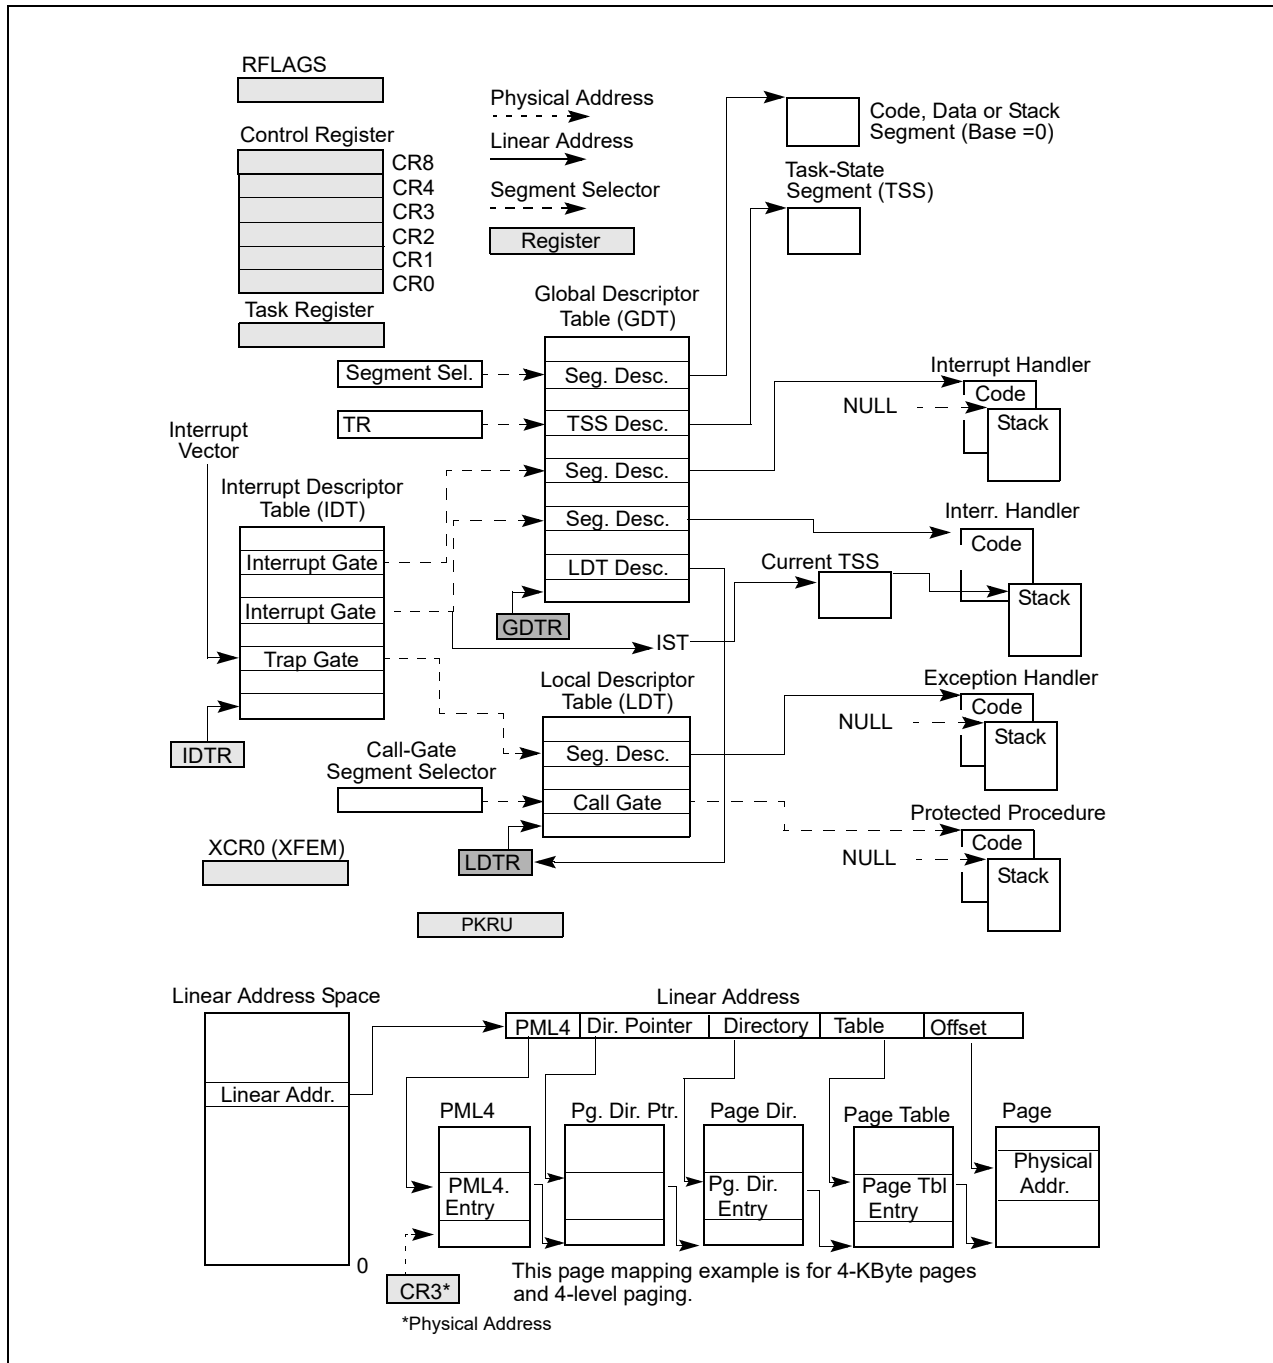 RFLAGS
Control Register
CR8
CR4
CR3
CR2
CR1
CR0
Task Register
Physical Address
Linear Address
Segment Selector
Register
Code, Data or Stack
Segment (Base =0)
Task-State
Segment (TSS)
Global Descriptor
Table (GDT)
Segment Sel.
Seg. Desc.
TR
TSS Desc.
Seg. Desc.
Seg. Desc.
LDT Desc.
GDTR
Interrupt Handler
Code
NULL
Stack
Interrupt
Vector
Interrupt Descriptor
Table (IDT)
Interrupt Gate
Interrupt Gate
Trap Gate
IDTR
Interr. Handler
Code
Current TSS
Stack
IST
Local Descriptor
Table (LDT)
Seg. Desc.
Call Gate
LDTR
Call-Gate
Segment Selector
Exception Handler
Code
NULL
Stack
Protected Procedure
Code
NULL
Stack
XCR0 (XFEM)
PKRU
Linear Address Space
Linear Addr.
0
Linear Address
PML4 Dir. Pointer Directory Table Offset
PML4
Pg. Dir. Ptr.
Page Dir.
Page Table
Page
PML4.
Entry
Pg. Dir.
Entry
Page Tbl
Entry
Physical
Addr.
CR3*
*Physical Address
This page mapping example is for 4-KByte pages
and 4-level paging.